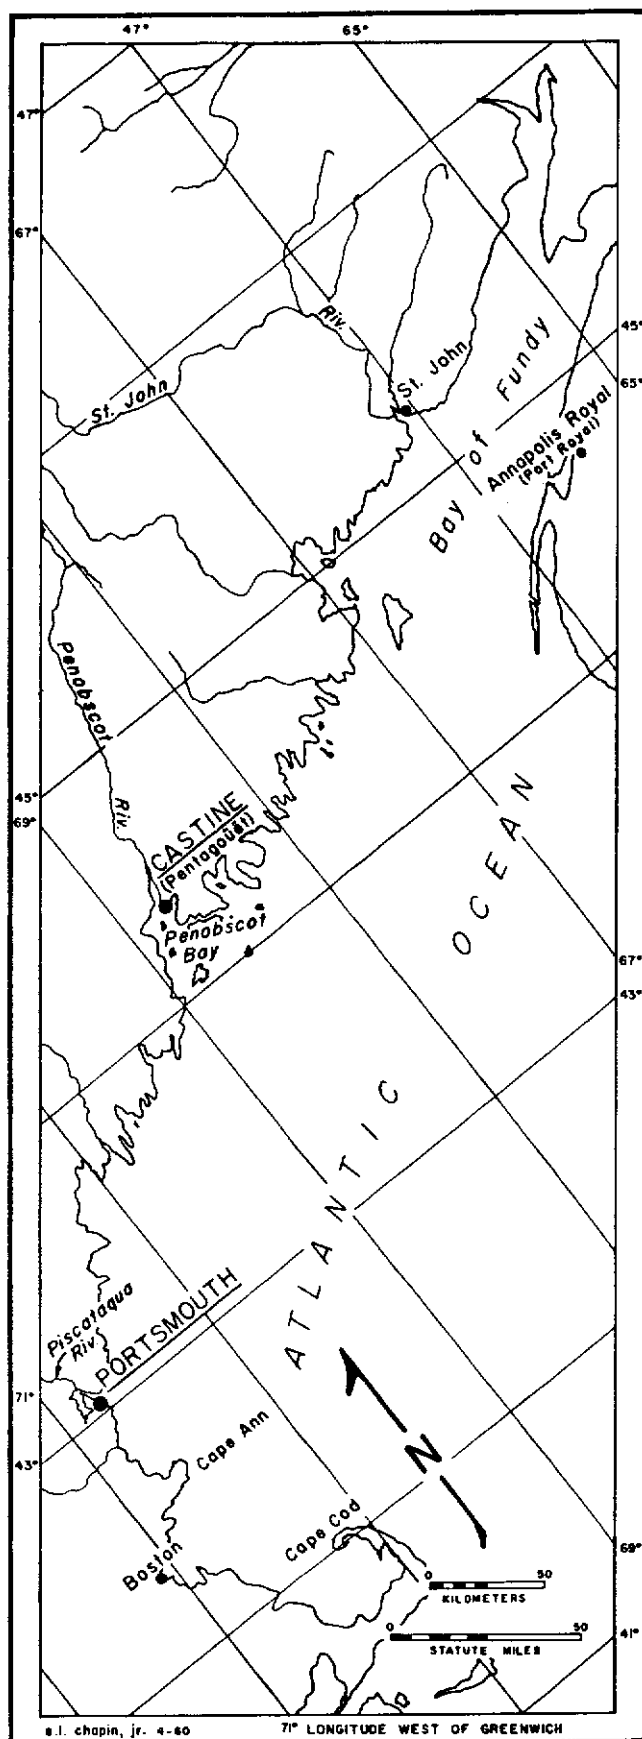 47°
65°
47°
67°
Riv.
St. John
St. John
45°
65°
Bay of Fundy
Annapolis Royal
(Port Royal)
Penobscot
Riv.
45°
69°
CASTINE
(Pentagoüet)
Penobscot
Bay
ATLANTIC OCEAN
67°
43°
Piscataqua
Riv.
PORTSMOUTH
71°
43°
Cape Ann
N
Cape Cod
Boston
69°
0 50
KILOMETERS
0 50
STATUTE MILES
41°
s.l. chapin, jr. 4-60
71° LONGITUDE WEST OF GREENWICH